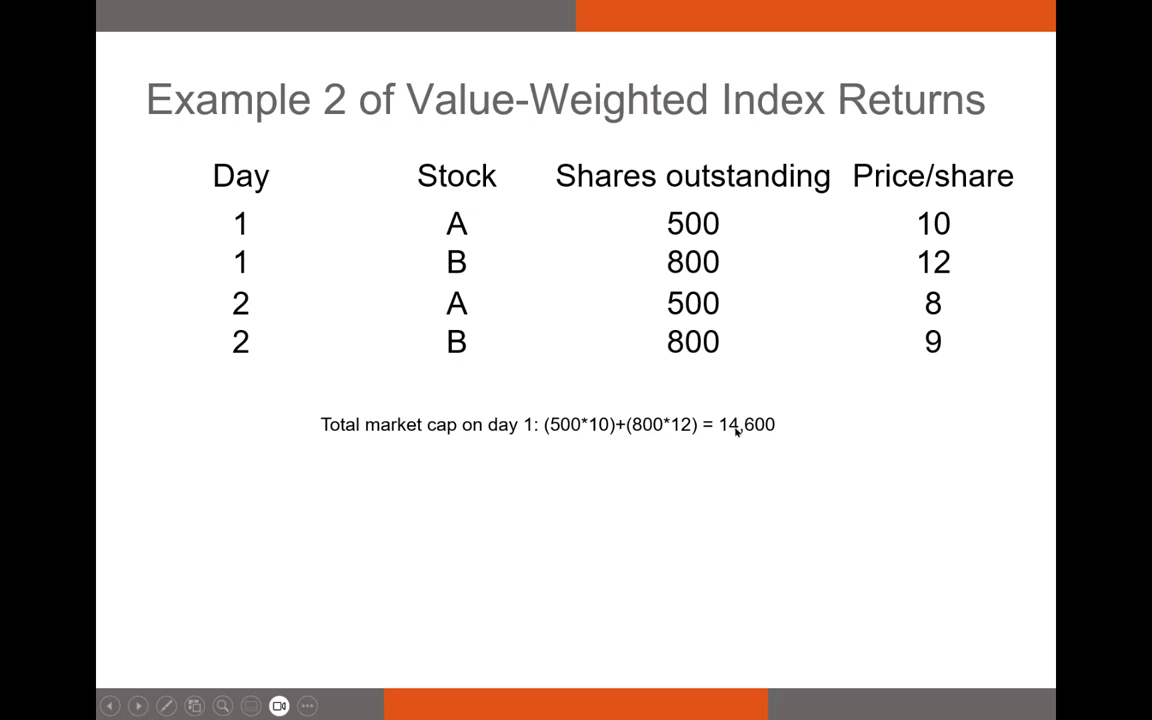 Example 2 of Value-Weighted Index Returns
Day Stock Shares outstanding Price/share
1 A 500 10
1 B 800 12
2 A 500 8
2 B 800 9
Total market cap on day 1: (500*10)+(800*12) = 14,600